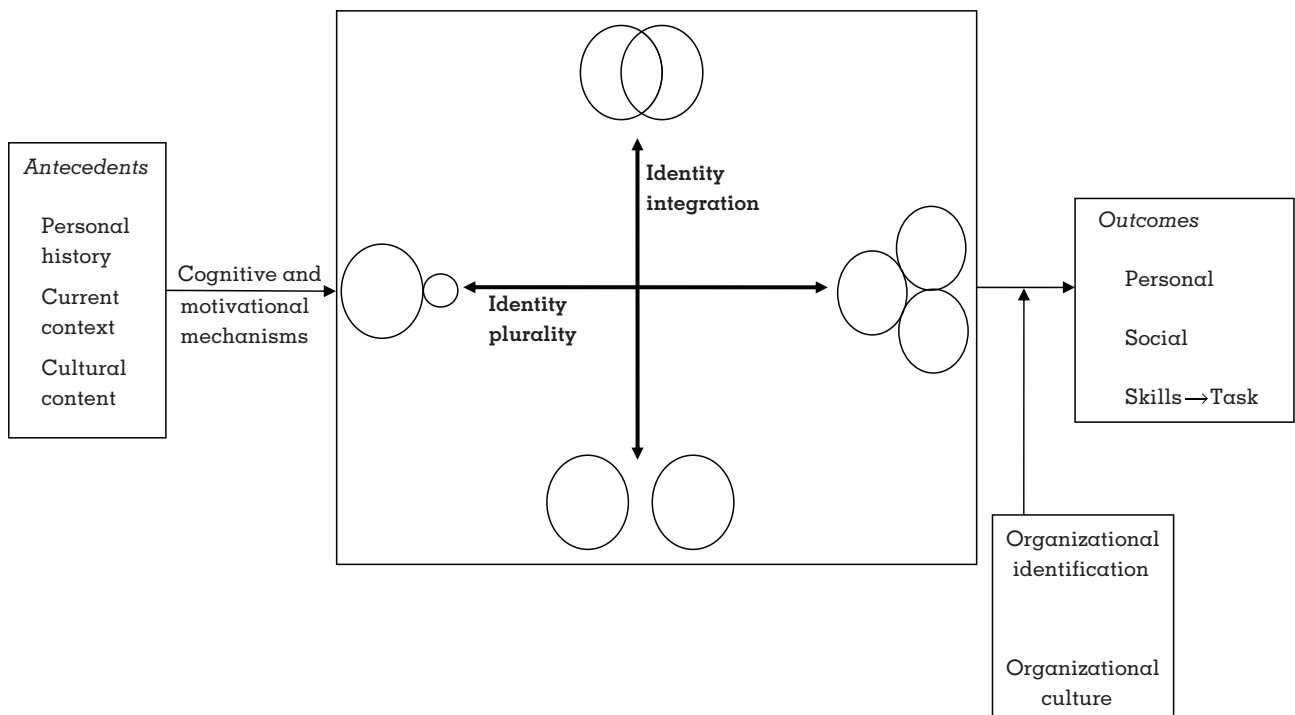 Antecedents
Personal
history
Current
context
Cultural
content
Cognitive and
motivational
mechanisms
Identity
integration
Identity
plurality
Outcomes
Personal
Social
Skills→Task
Organizational
identification
Organizational
culture